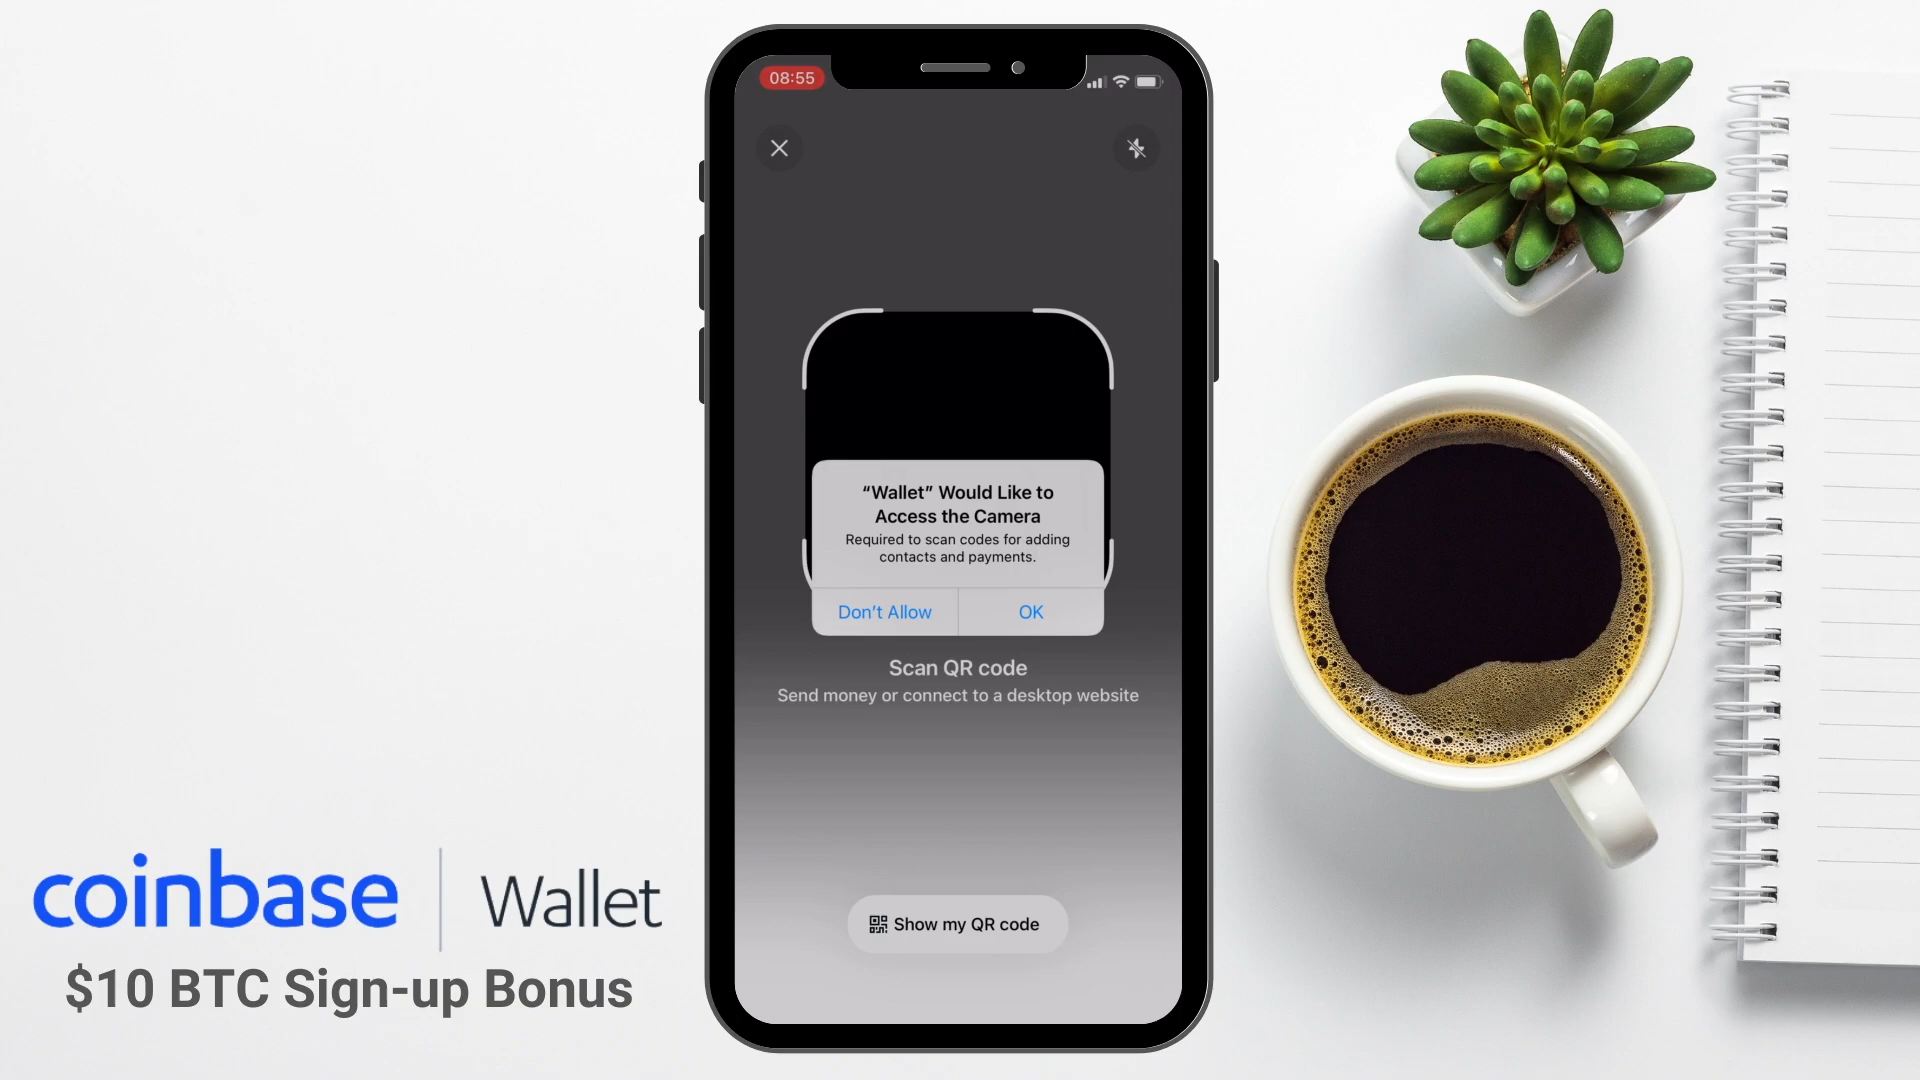 08:55
“Wallet” Would Like to
Access the Camera
Required to scan codes for adding
contacts and payments.
Don’t Allow
OK
Scan QR code
Send money or connect to a desktop website
Show my QR code
coinbase | Wallet
$10 BTC Sign-up Bonus